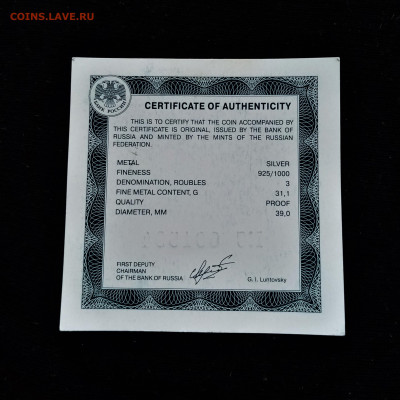 COINS.LAVE.RU
БАНК РОССИИ
CERTIFICATE OF AUTHENTICITY
THIS IS TO CERTIFY THAT THE COIN ACCOMPANIED BY
THIS CERTIFICATE IS ORIGINAL, ISSUED BY THE BANK OF
RUSSIA AND MINTED BY THE MINTS OF THE RUSSIAN
FEDERATION.
METAL SILVER
FINENESS 925/1000
DENOMINATION, ROUBLES 3
FINE METAL CONTENT, G 31,1
QUALITY PROOF
DIAMETER, MM 39,0
FIRST DEPUTY
CHAIRMAN
OF THE BANK OF RUSSIA G. I. Luntovsky